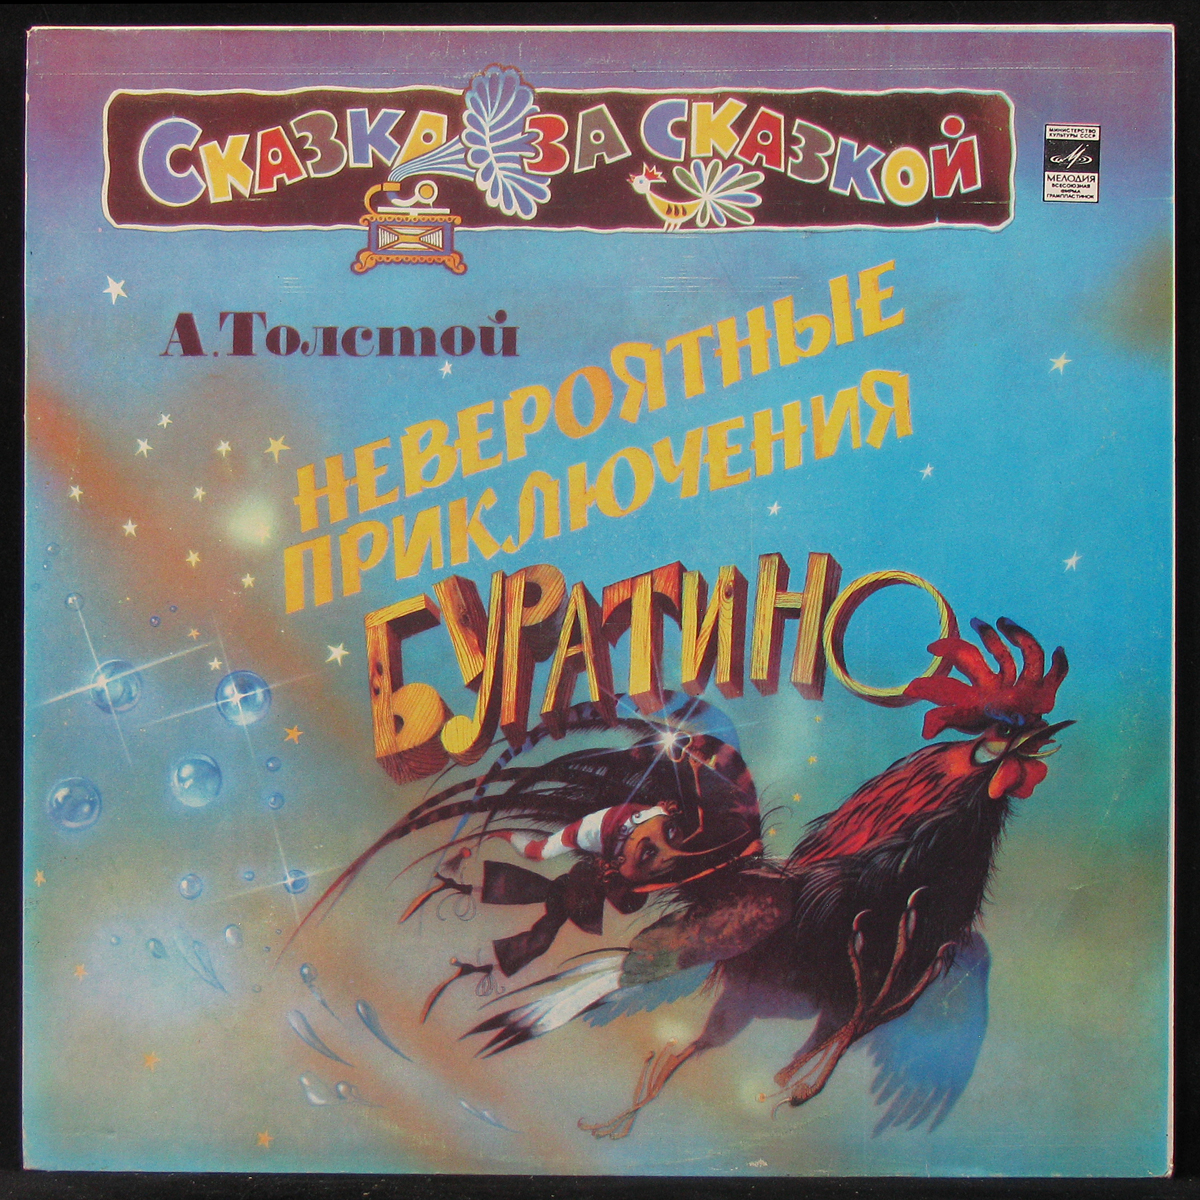 Сказка за сказкой
МИНИСТЕРСТВО
КУЛЬТУРЫ СССР
МЕЛОДИЯ
ВСЕСОЮЗНАЯ
ФИРМА
ГРАМПЛАСТИНОК
А.Толстой
НЕВЕРОЯТНЫЕ
ПРИКЛЮЧЕНИЯ
БУРАТИНО